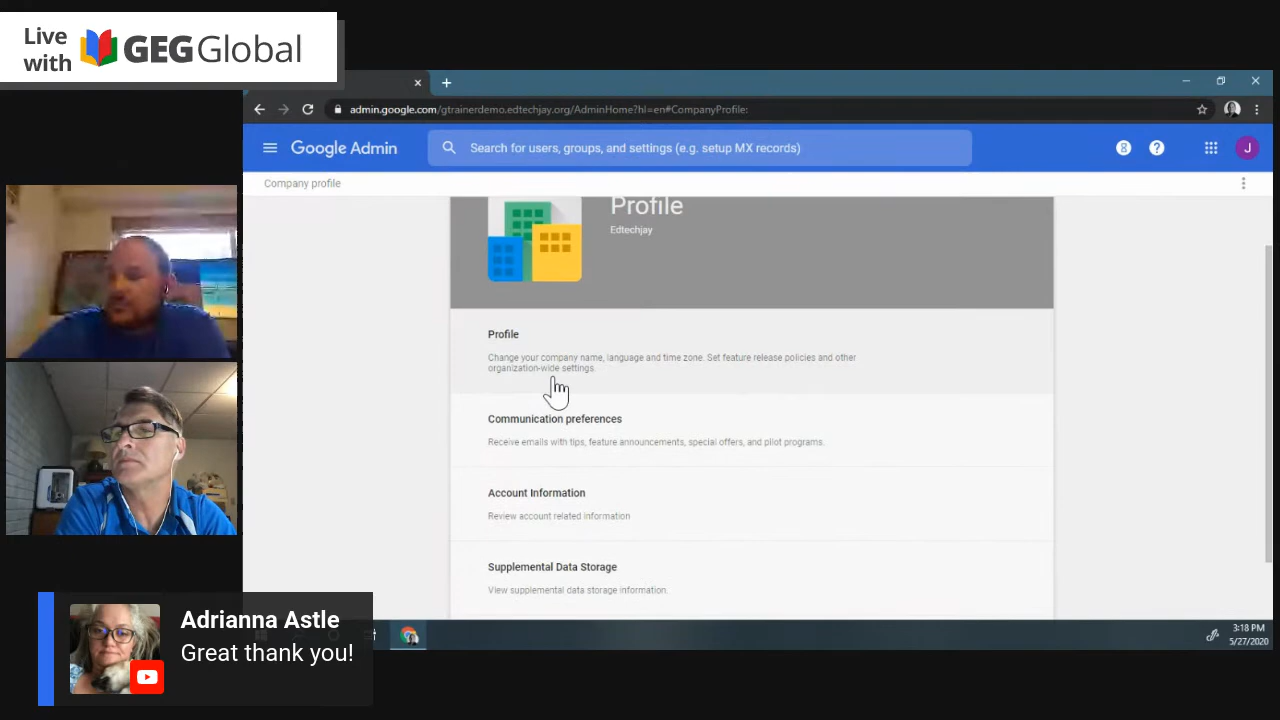 Live with GEG Global
admin.google.com/gtrainerdemo.edtechjay.org/AdminHome?hl=en#CompanyProfile:
Google Admin
Search for users, groups, and settings (e.g. setup MX records)
J
Company profile
Profile
Edtechjay
Profile
Change your company name, language and time zone. Set feature release policies and other
organization-wide settings.
Communication preferences
Receive emails with tips, feature announcements, special offers, and pilot programs.
Account Information
Review account related information
Supplemental Data Storage
View supplemental data storage information.
3:18 PM
5/27/2020
Adrianna Astle
Great thank you!